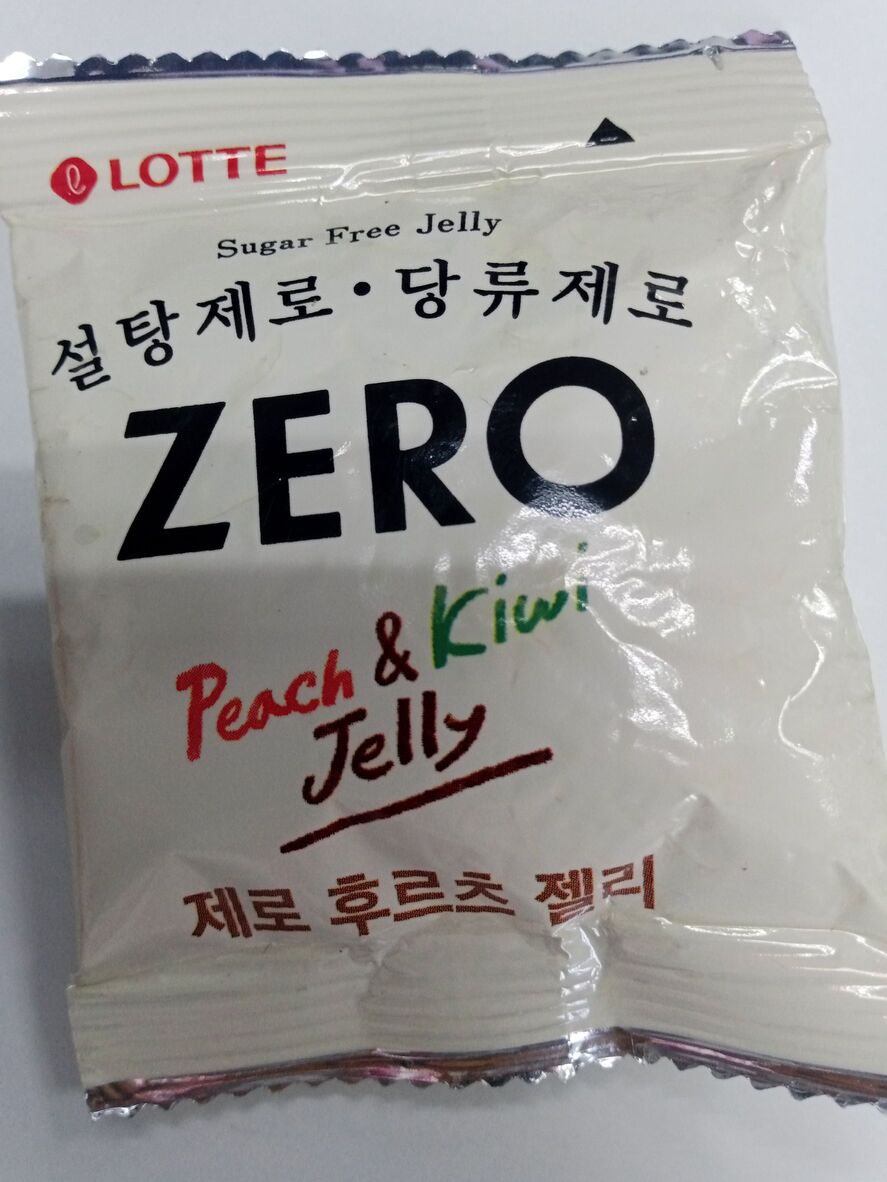 LOTTE
Sugar Free Jelly
설탕제로·당류제로
ZERO
Peach & Kiwi
Jelly
제로 후르츠 젤리